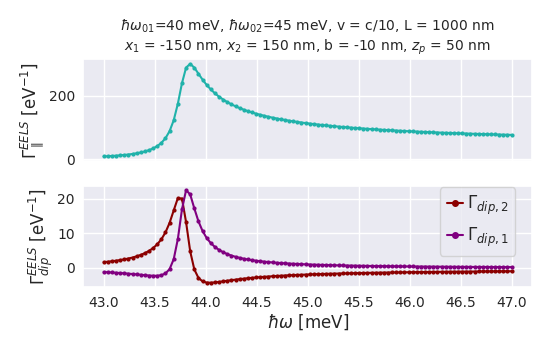 ħω₀₁=40 meV, ħω₀₂=45 meV, v = c/10, L = 1000 nm
x₁ = -150 nm, x₂ = 150 nm, b = -10 nm, zₚ = 50 nm
Γ∥^EELS [eV⁻¹]
200
0
Γdip^EELS [eV⁻¹]
20
10
0
Γdip,2
Γdip,1
43.0 43.5 44.0 44.5 45.0 45.5 46.0 46.5 47.0
ħω [meV]